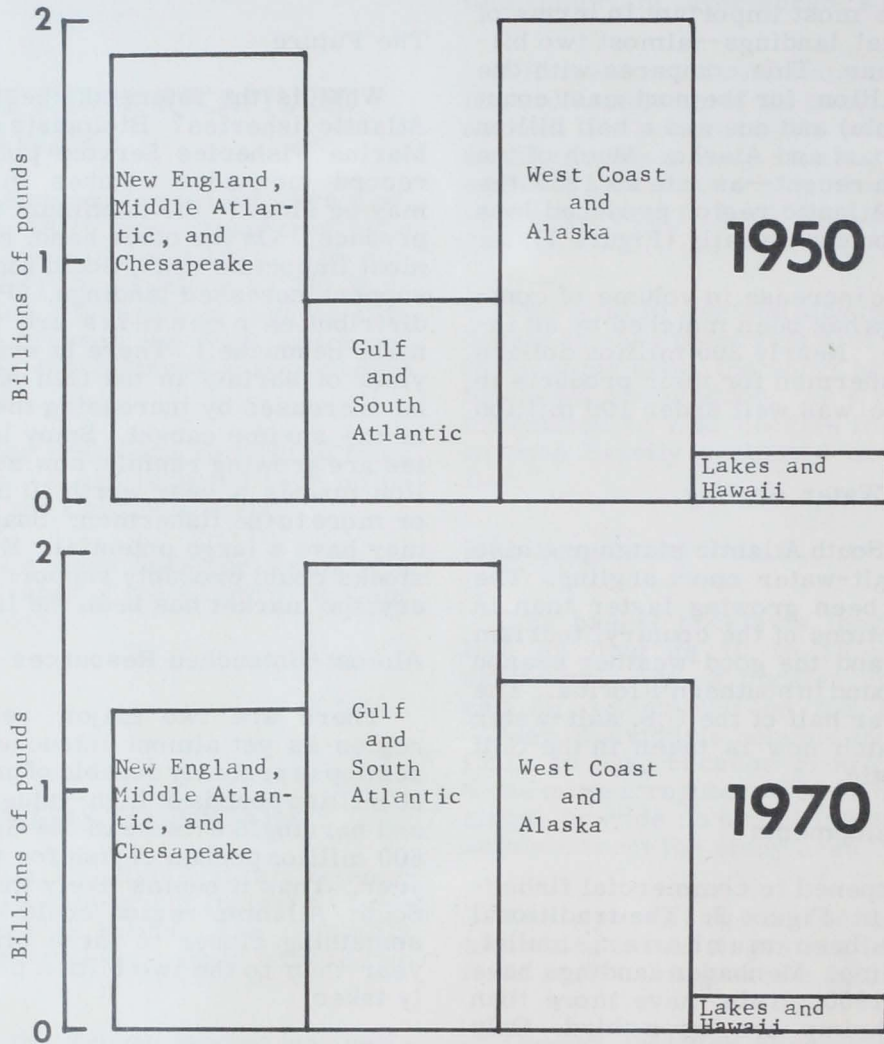 2
1
0
Billions of pounds
New England,
Middle Atlan-
tic, and
Chesapeake
Gulf
and
South
Atlantic
West Coast
and
Alaska
1950
Lakes and
Hawaii
2
1
0
Billions of pounds
New England,
Middle Atlan-
tic, and
Chesapeake
Gulf
and
South
Atlantic
West Coast
and
Alaska
1970
Lakes and
Hawaii